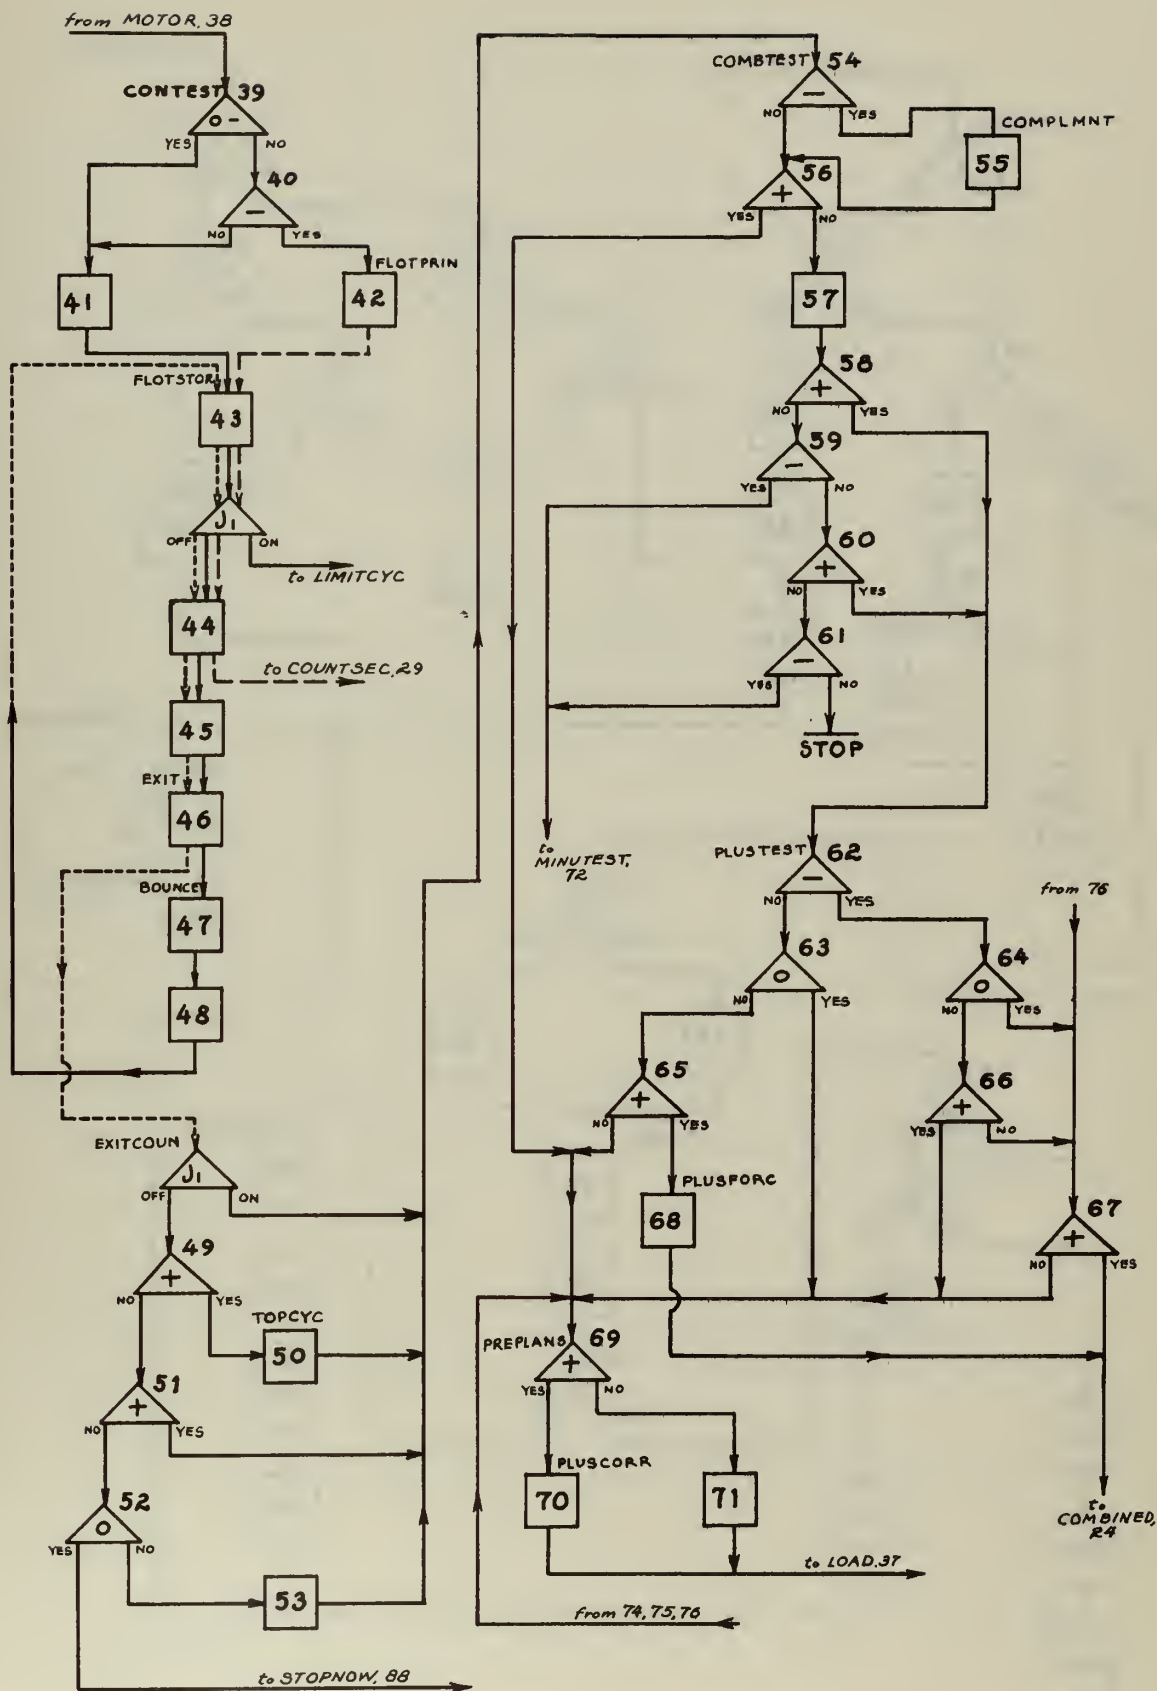 from MOTOR, 38
CONTEST 39
0 -
YES NO
40
-
NO YES
FLOTPRIN
41
42
FLOTSTOR
43
J1
OFF ON
to LIMITCYC
44
to COUNTSEC, 29
45
EXIT
46
BOUNCE
47
48
EXITCOUN
J1
OFF ON
49
+
NO YES
TOPCYC
50
51
+
NO YES
52
0
YES NO
53
to STOPNOW, 88
COMBTEST 54
-
NO YES
COMPLMNT
55
56
+
YES NO
57
58
+
NO YES
59
-
YES NO
60
+
NO YES
61
-
YES NO
STOP
to
MINUTEST,
72
PLUSTEST 62
-
NO YES
from 76
63
0
NO YES
64
0
NO YES
65
+
NO YES
66
+
YES NO
PLUSFORC
68
67
+
NO YES
PREPLANS 69
+
YES NO
PLUSCORR
70
71
to
COMBINED,
24
to LOAD, 37
from 74, 75, 76